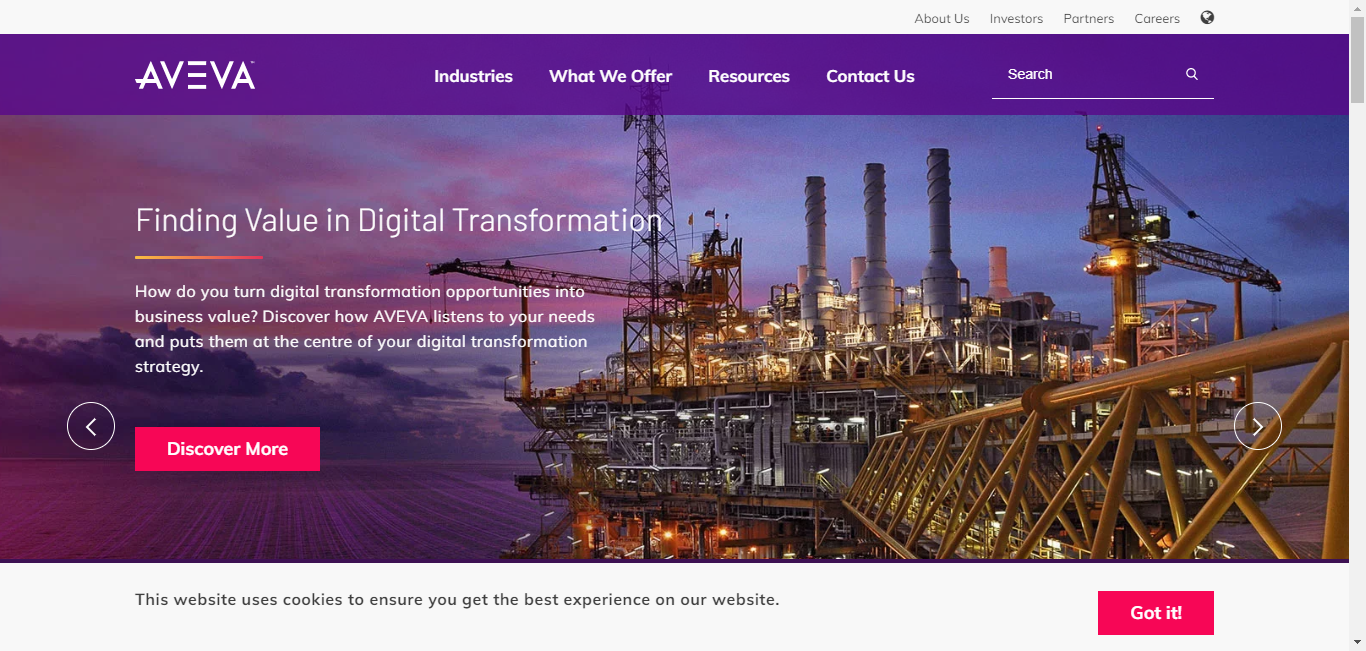 About Us Investors Partners Careers
AVEVA
Industries What We Offer Resources Contact Us Search
Finding Value in Digital Transformation
How do you turn digital transformation opportunities into
business value? Discover how AVEVA listens to your needs
and puts them at the centre of your digital transformation
strategy.
Discover More
This website uses cookies to ensure you get the best experience on our website.
Got it!